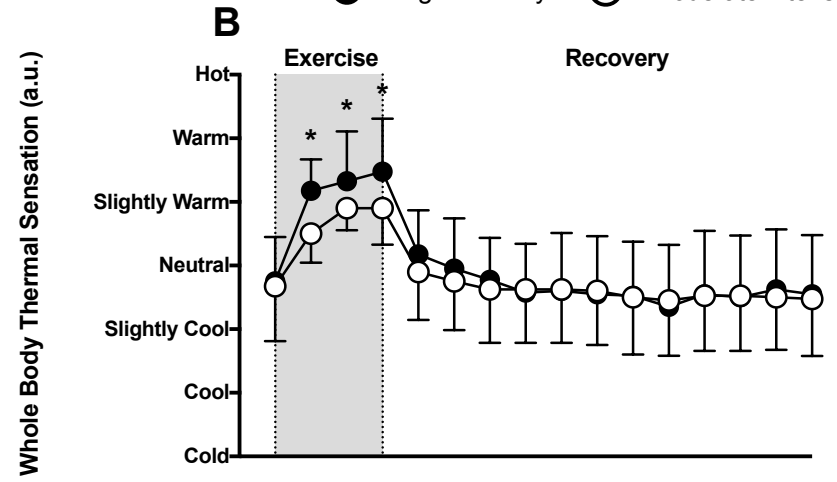 B
Exercise Recovery
Whole Body Thermal Sensation (a.u.)
Hot
*
*
*
Warm
Slightly Warm
Neutral
Slightly Cool
Cool
Cold